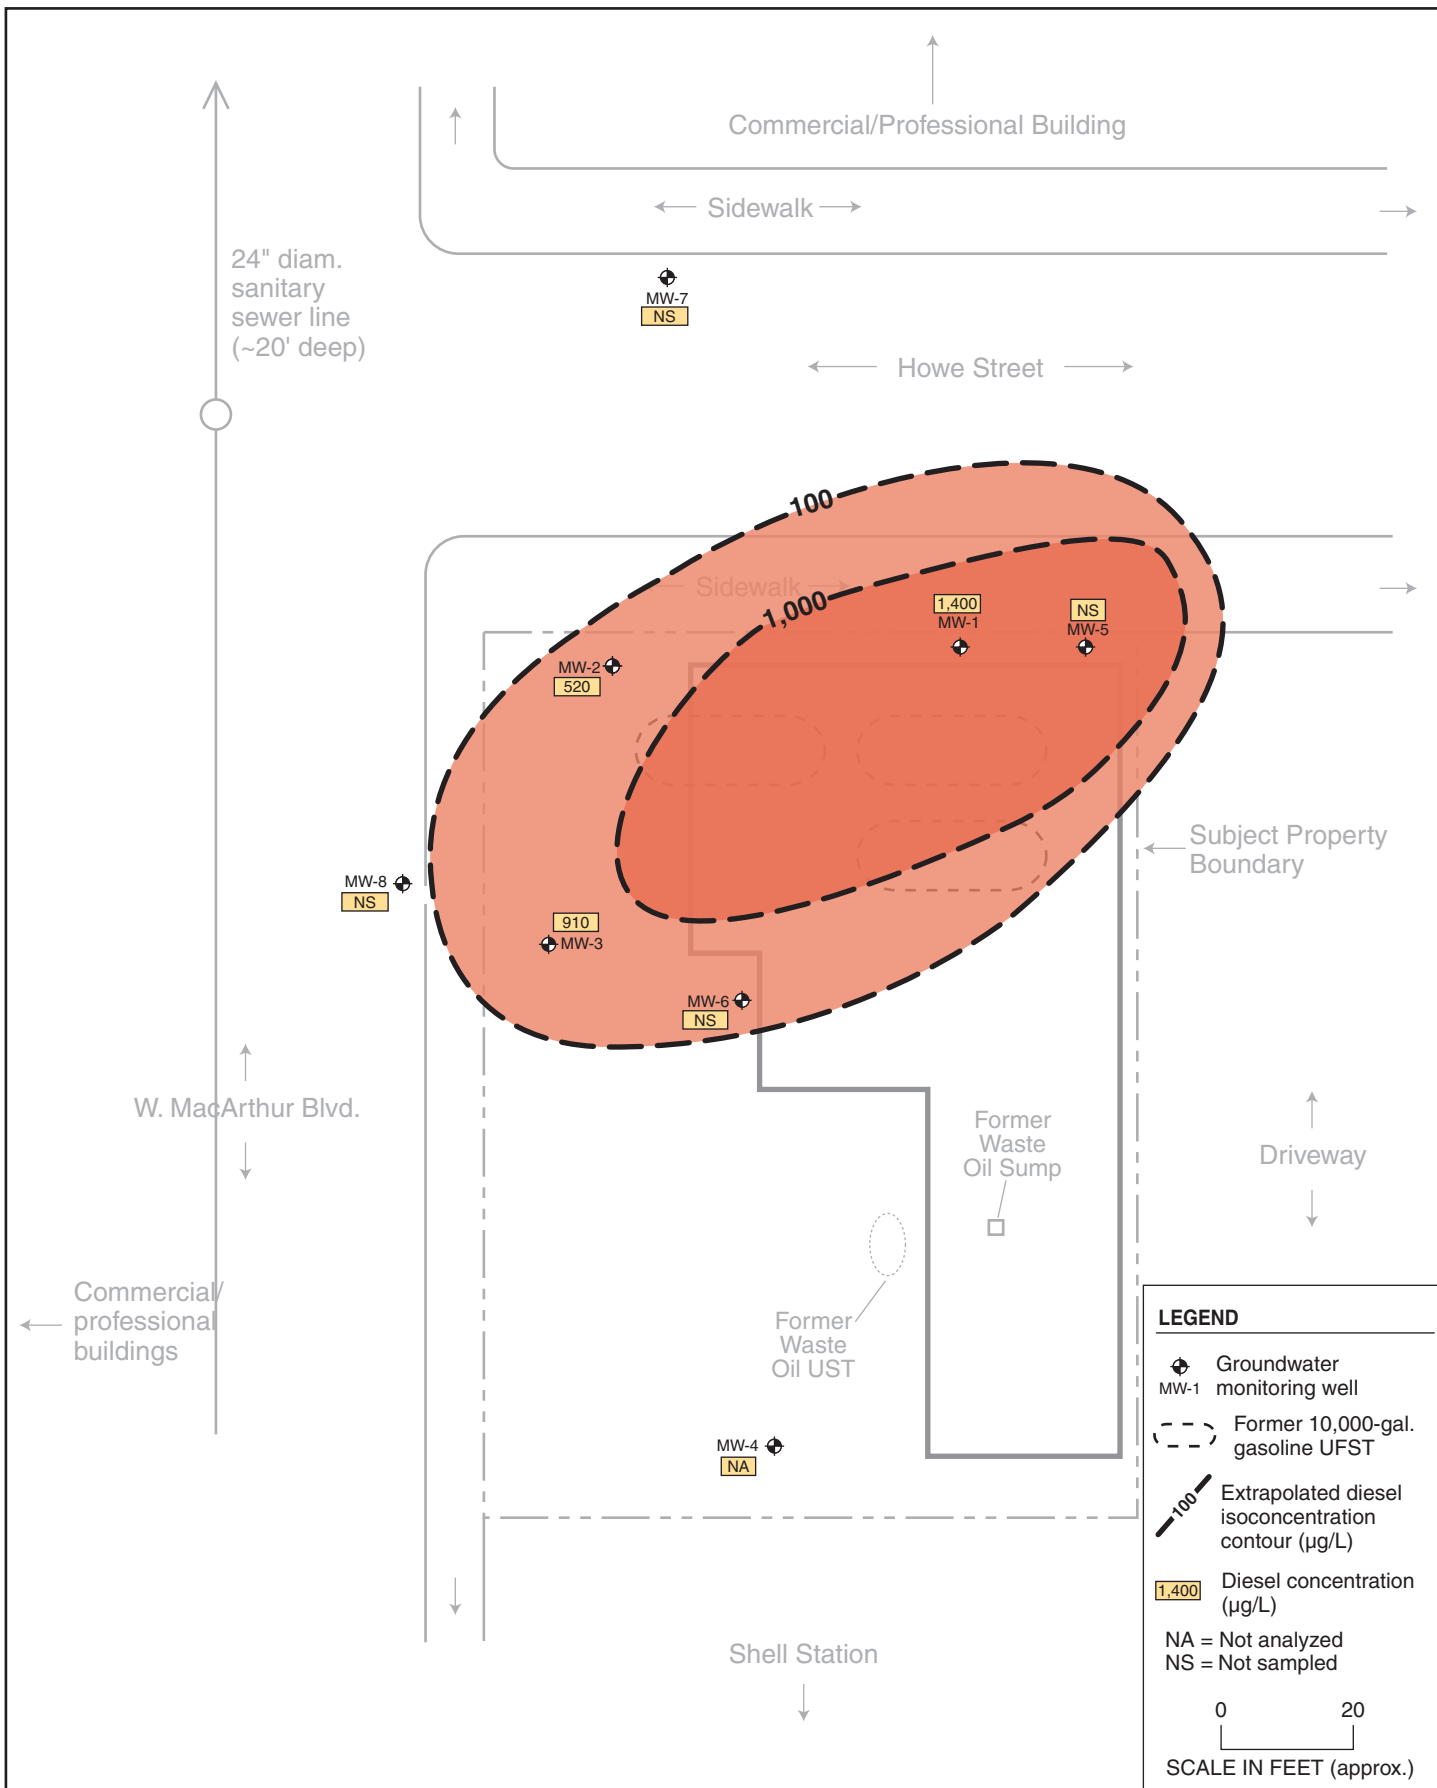 Commercial/Professional Building
Sidewalk
24" diam.
sanitary
sewer line
(~20' deep)
MW-7
NS
Howe Street
100
Sidewalk
1,000
1,400
MW-1
NS
MW-5
MW-2
520
Subject Property
Boundary
MW-8
NS
910
MW-3
MW-6
NS
W. MacArthur Blvd.
Former
Waste
Oil Sump
Driveway
Commercial/
professional
buildings
Former
Waste
Oil UST
MW-4
NA
Shell Station
LEGEND
MW-1
Groundwater
monitoring well
Former 10,000-gal.
gasoline UFST
100
Extrapolated diesel
isoconcentration
contour (µg/L)
1,400
Diesel concentration
(µg/L)
NA = Not analyzed
NS = Not sampled
0 20
SCALE IN FEET (approx.)